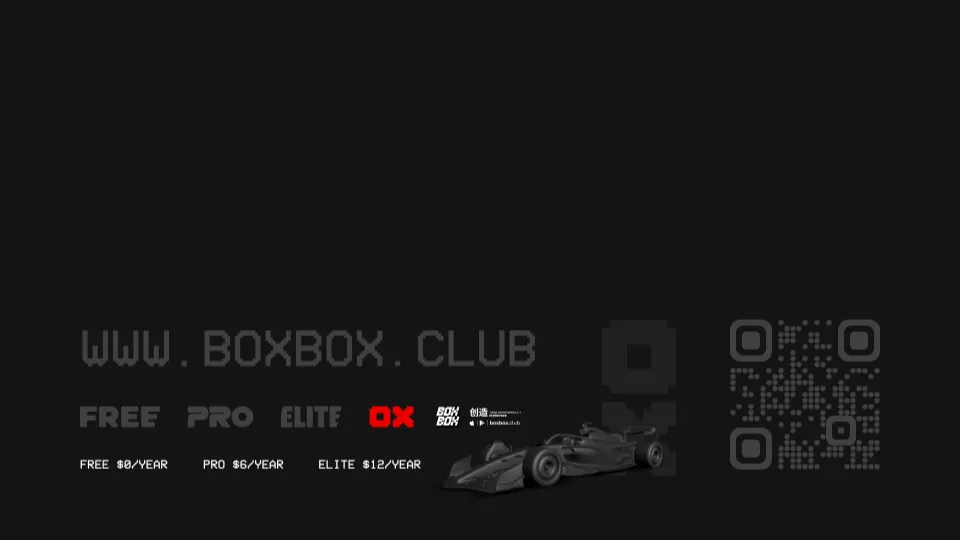 WWW.BOXBOX.CLUB
FREE PRO ELITE OX BOX BOX 创造
boxbox.club
FREE $0/YEAR PRO $6/YEAR ELITE $12/YEAR